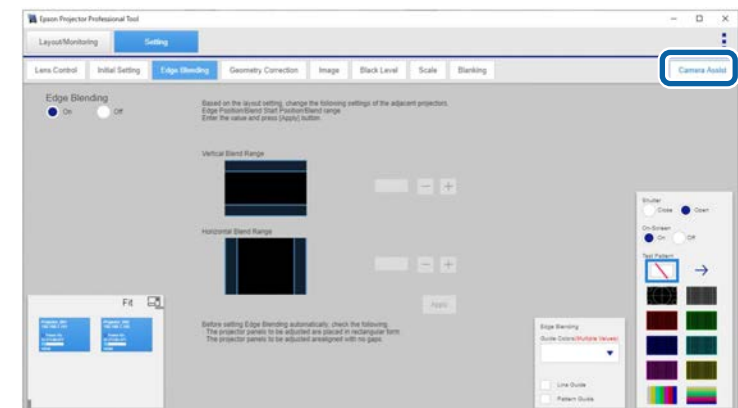 Epson Projector Professional Tool
Layout/Monitoring
Setting
Lens Control
Initial Setting
Edge Blending
Geometry Correction
Image
Black Level
Scale
Blanking
Camera Assist
Edge Blending
On
Off
Based on the layout setting, change the following settings of the adjacent projectors.
Edge Position/Blend Start Position/Blend range
Enter the value and press [Apply] button.
Vertical Blend Range
Horizontal Blend Range
Apply
Before setting Edge Blending automatically, check the following.
- The projector panels to be adjusted are placed in rectangular form.
- The projector panels to be adjusted arealigned with no gaps.
Fit
Shutter
Close
Open
On-Screen
On
Off
Test Pattern
Edge Blending
Guide Colors(Multiple Values)
Line Guide
Pattern Guide